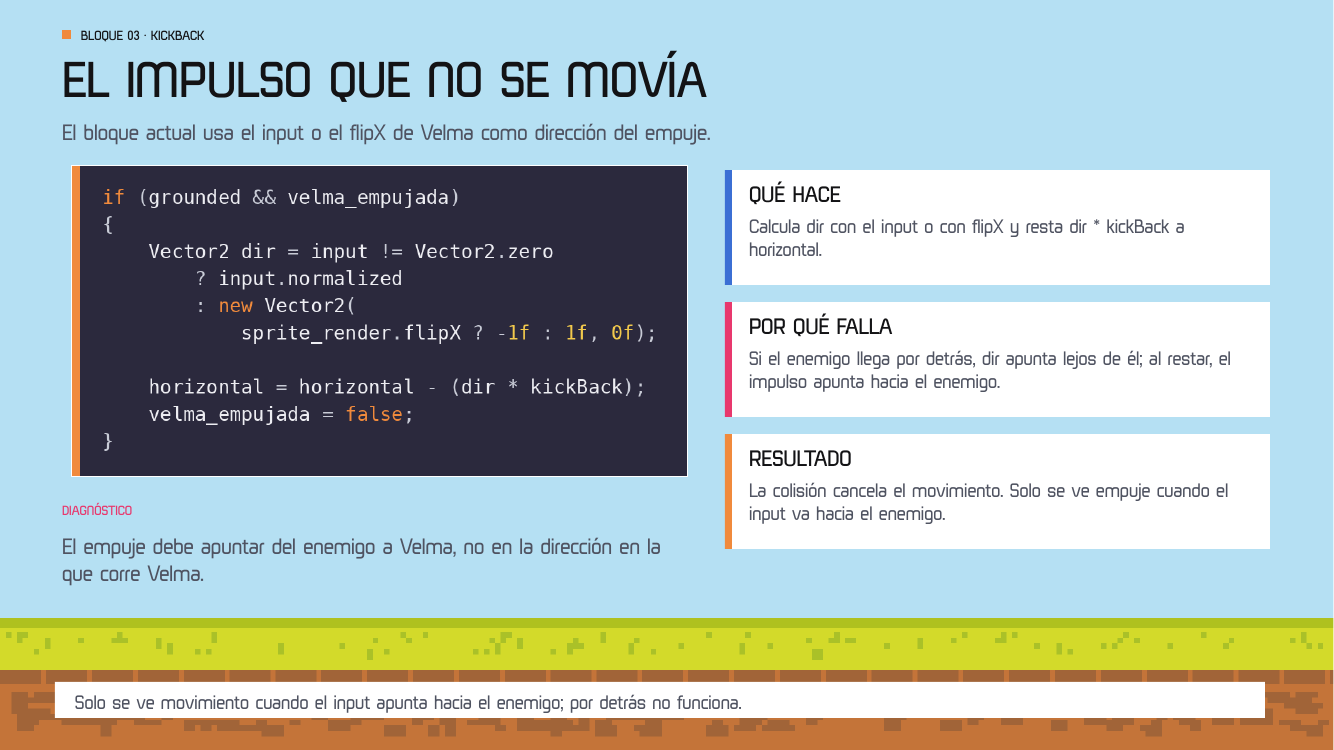 BLOQUE 03 · KICKBACK
EL IMPULSO QUE NO SE MOVÍA
El bloque actual usa el input o el flipX de Velma como dirección del empuje.
if (grounded && velma_empujada)
{
    Vector2 dir = input != Vector2.zero
        ? input.normalized
        : new Vector2(
            sprite_render.flipX ? -1f : 1f, 0f);

    horizontal = horizontal - (dir * kickBack);
    velma_empujada = false;
}
DIAGNÓSTICO
El empuje debe apuntar del enemigo a Velma, no en la dirección en la
que corre Velma.
QUÉ HACE
Calcula dir con el input o con flipX y resta dir * kickBack a
horizontal.
POR QUÉ FALLA
Si el enemigo llega por detrás, dir apunta lejos de él; al restar, el
impulso apunta hacia el enemigo.
RESULTADO
La colisión cancela el movimiento. Solo se ve empuje cuando el
input va hacia el enemigo.
Solo se ve movimiento cuando el input apunta hacia el enemigo; por detrás no funciona.